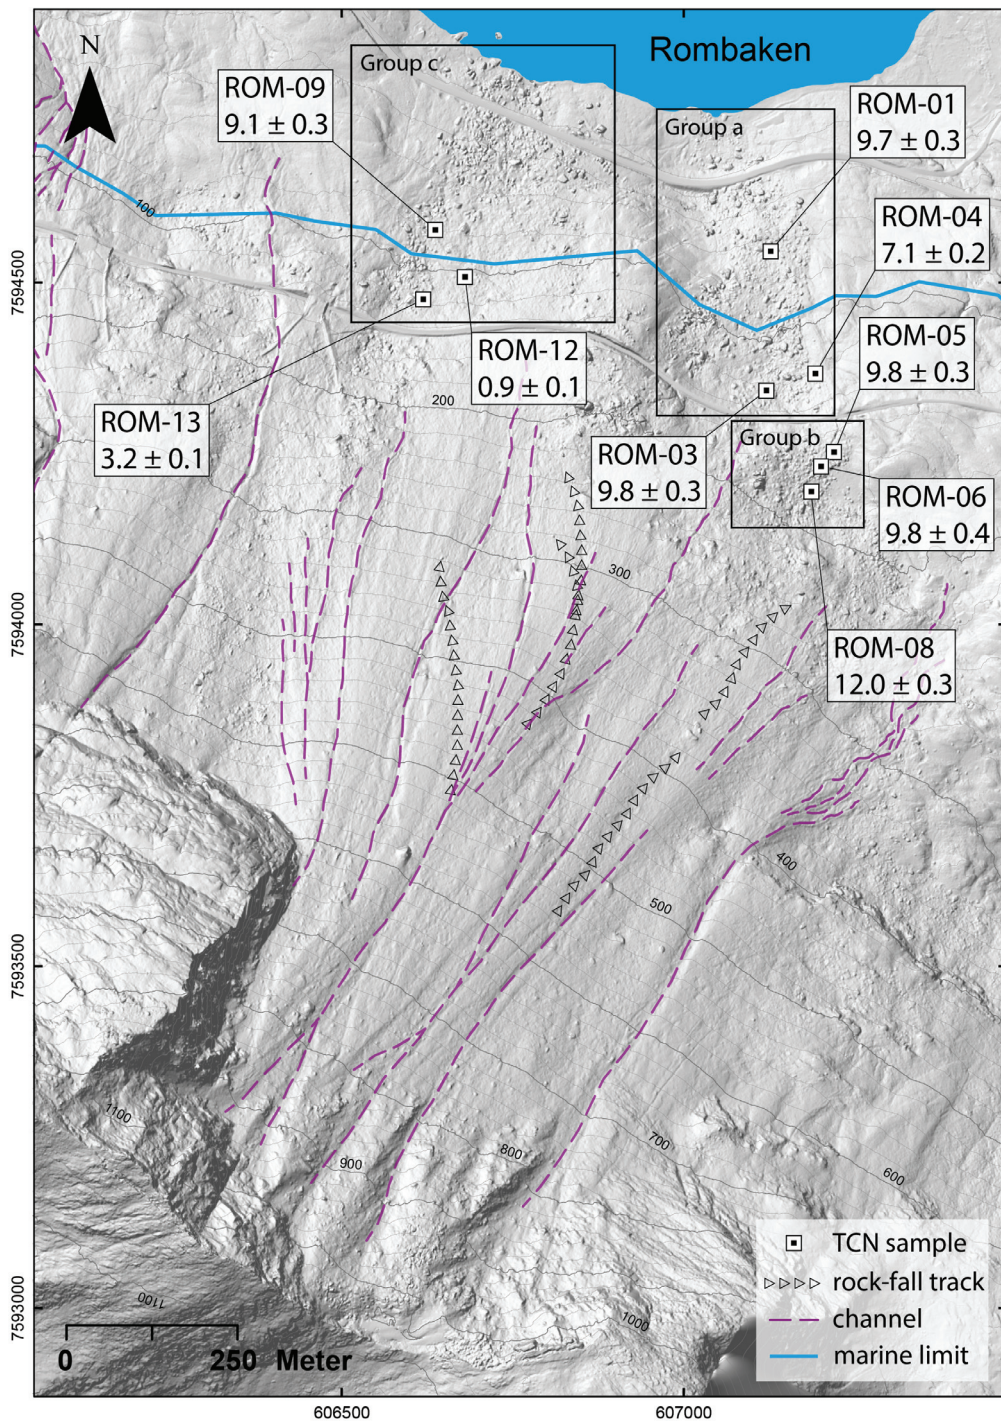 N
Rombaken
Group c
Group a
ROM-09
9.1 ± 0.3
ROM-01
9.7 ± 0.3
ROM-04
7.1 ± 0.2
100
7594500
ROM-05
9.8 ± 0.3
ROM-12
0.9 ± 0.1
200
ROM-13
3.2 ± 0.1
ROM-03
9.8 ± 0.3
Group b
ROM-06
9.8 ± 0.4
300
7594000
ROM-08
12.0 ± 0.3
400
500
7593500
1100
900
800
700
600
1100
1000
7593000
TCN sample
rock-fall track
channel
marine limit
0 250 Meter
606500 607000